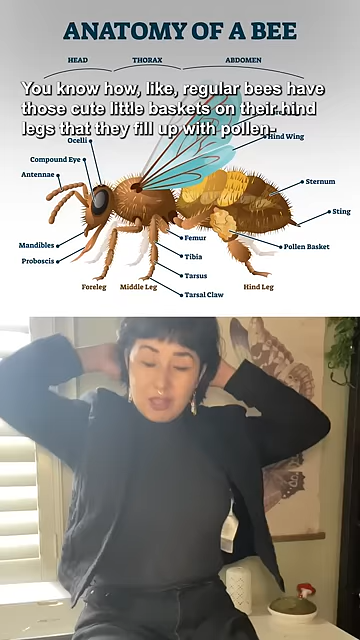 ANATOMY OF A BEE
HEAD THORAX ABDOMEN
You know how, like, regular bees have
those cute little baskets on their hind
legs that they fill up with pollen.
Ocelli
Hind Wing
Compound Eye
Antennae
Sternum
Sting
Mandibles
Proboscis
Femur
Pollen Basket
Tibia
Tarsus
Foreleg
Middle Leg
Hind Leg
Tarsal Claw